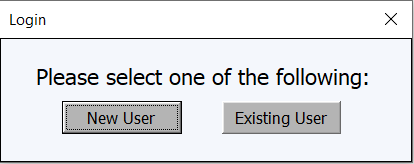 Login
Please select one of the following:
New User
Existing User